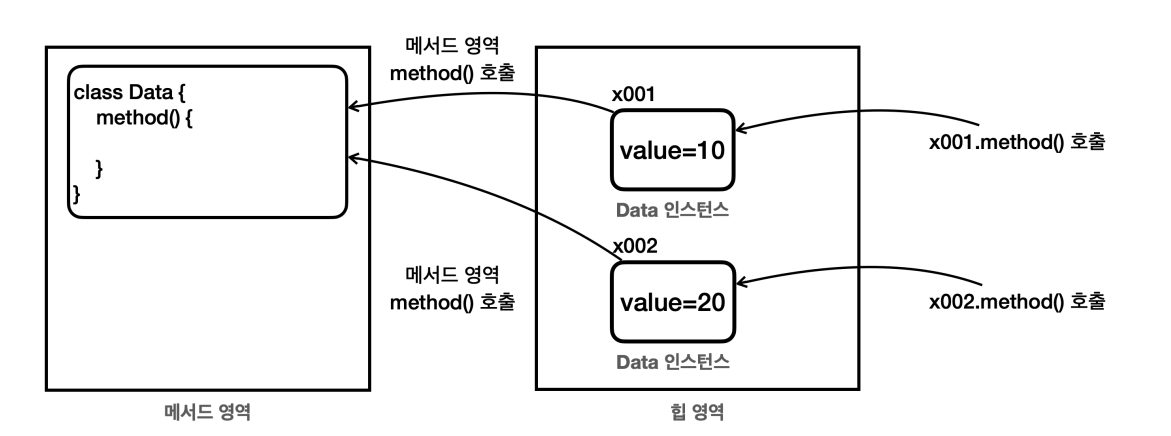 class Data {
method() {
}
}
메서드 영역
메서드 영역
method() 호출
메서드 영역
method() 호출
x001
value=10
Data 인스턴스
x002
value=20
Data 인스턴스
힙 영역
x001.method() 호출
x002.method() 호출